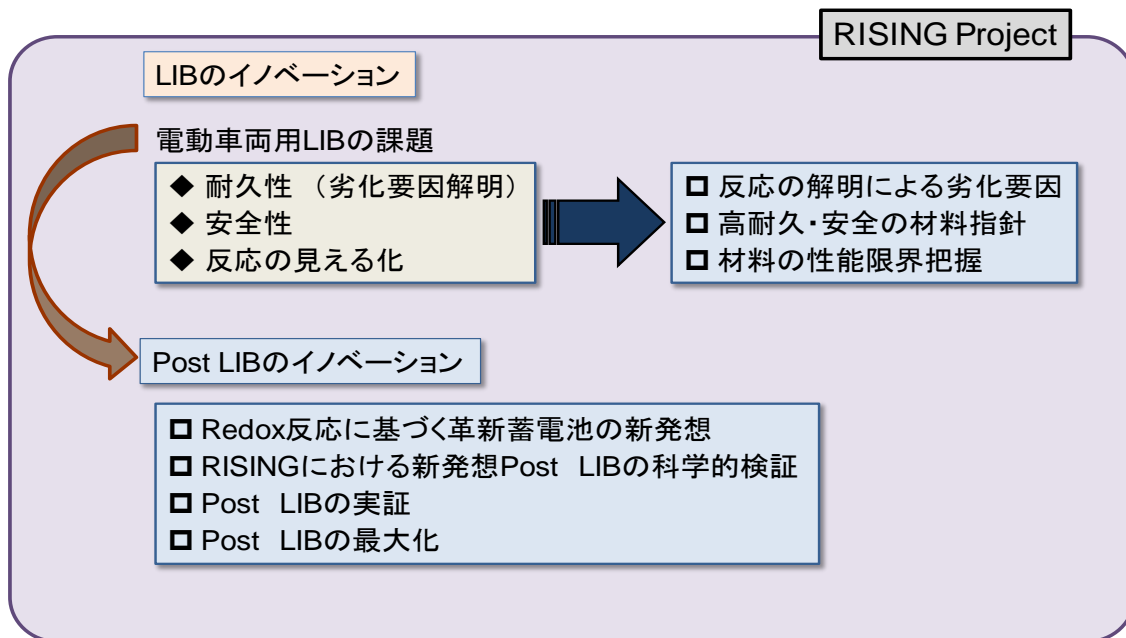 RISING Project
LIBのイノベーション
電動車両用LIBの課題
◆ 耐久性 （劣化要因解明）
◆ 安全性
◆ 反応の見える化
□ 反応の解明による劣化要因
□ 高耐久・安全の材料指針
□ 材料の性能限界把握
Post LIBのイノベーション
□ Redox反応に基づく革新蓄電池の新発想
□ RISINGにおける新発想Post　LIBの科学的検証
□ Post　LIBの実証
□ Post　LIBの最大化